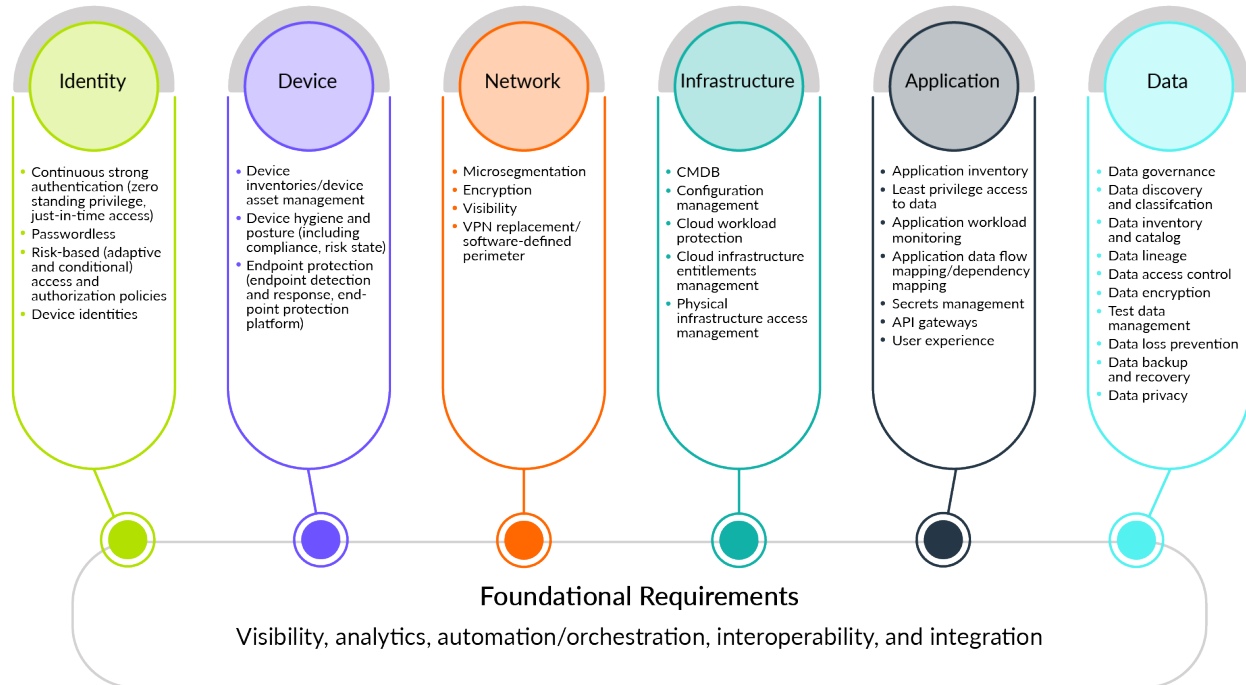 Identity
Continuous strong
authentication (zero
standing privilege,
just-in-time access)
Passwordless
Risk-based (adaptive
and conditional)
access and
authorization policies
Device identities
Device
Device
inventories/device
asset management
Device hygiene and
posture (including
compliance, risk state)
Endpoint protection
(endpoint detection
and response, end-
point protection
platform)
Network
Microsegmentation
Encryption
Visibility
VPN replacement/
software-defined
perimeter
Infrastructure
CMDB
Configuration
management
Cloud workload
protection
Cloud infrastructure
entitlements
management
Physical
infrastructure access
management
Application
Application inventory
Least privilege access
to data
Application workload
monitoring
Application data flow
mapping/dependency
mapping
Secrets management
API gateways
User experience
Data
Data governance
Data discovery
and classifcation
Data inventory
and catalog
Data lineage
Data access control
Data encryption
Test data
management
Data loss prevention
Data backup
and recovery
Data privacy
Foundational Requirements
Visibility, analytics, automation/orchestration, interoperability, and integration